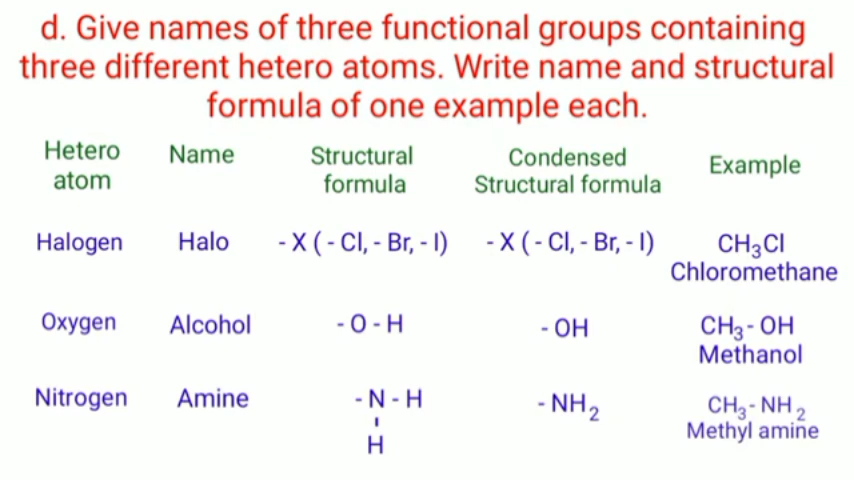 d. Give names of three functional groups containing
three different hetero atoms. Write name and structural
formula of one example each.
Hetero atom Name Structural formula Condensed Structural formula Example
Halogen Halo - X ( - Cl, - Br, - I) - X ( - Cl, - Br, - I) CH₃Cl
Chloromethane
Oxygen Alcohol - O - H - OH CH₃ - OH
Methanol
Nitrogen Amine - N - H - NH₂ CH₃ - NH₂
Methyl amine
H